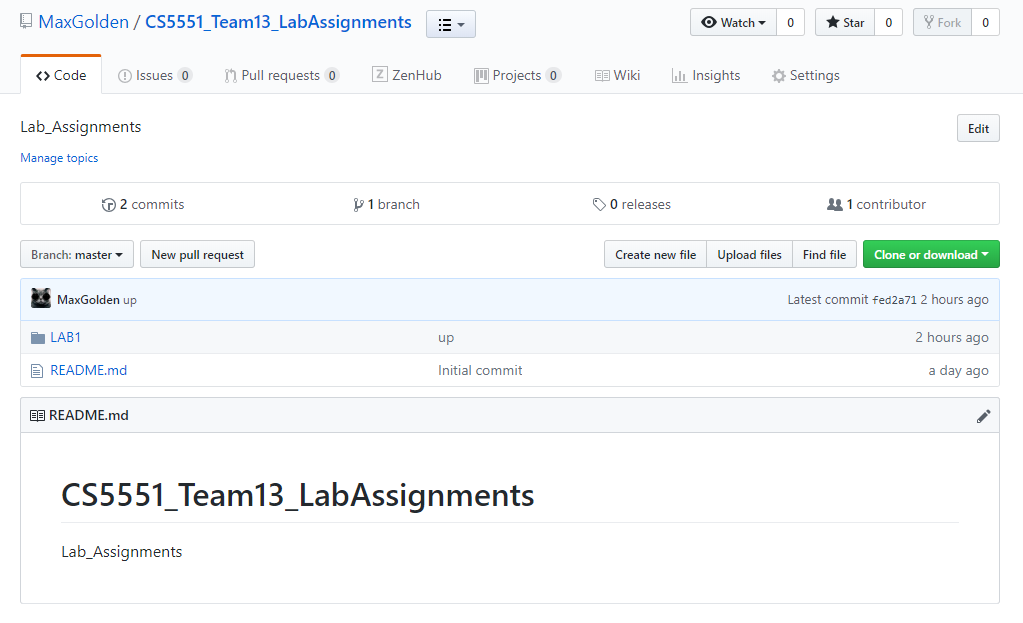 MaxGolden / CS5551_Team13_LabAssignments Watch 0 Star 0 Fork 0
Code Issues 0 Pull requests 0 Z ZenHub Projects 0 Wiki Insights Settings
Lab_Assignments Edit
Manage topics
2 commits 1 branch 0 releases 1 contributor
Branch: master New pull request Create new file Upload files Find file Clone or download
MaxGolden up Latest commit fed2a71 2 hours ago
LAB1 up 2 hours ago
README.md Initial commit a day ago
README.md
CS5551_Team13_LabAssignments
Lab_Assignments